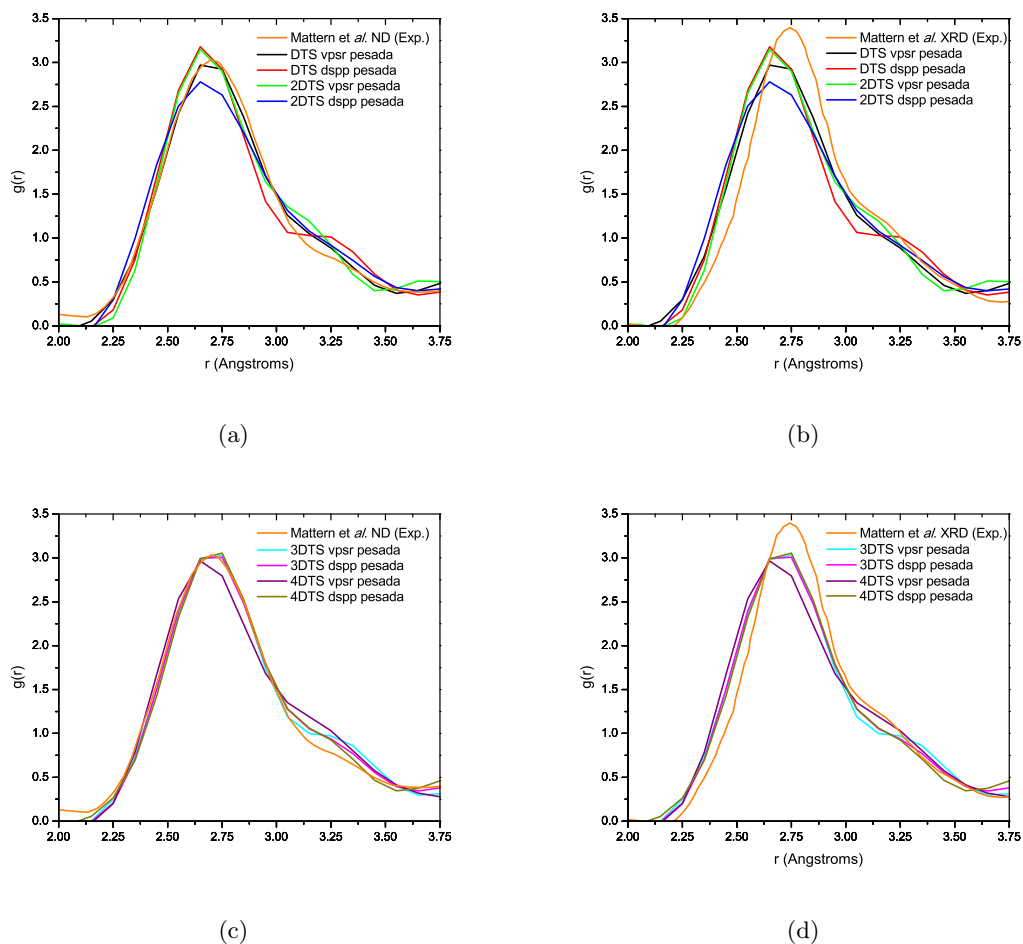 Mattern et al. ND (Exp.)
DTS vpsr pesada
DTS dspp pesada
2DTS vpsr pesada
2DTS dspp pesada
3.5
3.0
2.5
2.0
1.5
1.0
0.5
0.0
g(r)
2.00 2.25 2.50 2.75 3.00 3.25 3.50 3.75
r (Angstroms)
(a)
Mattern et al. XRD (Exp.)
DTS vpsr pesada
DTS dspp pesada
2DTS vpsr pesada
2DTS dspp pesada
3.5
3.0
2.5
2.0
1.5
1.0
0.5
0.0
g(r)
2.00 2.25 2.50 2.75 3.00 3.25 3.50 3.75
r (Angstroms)
(b)
Mattern et al. ND (Exp.)
3DTS vpsr pesada
3DTS dspp pesada
4DTS vpsr pesada
4DTS dspp pesada
3.5
3.0
2.5
2.0
1.5
1.0
0.5
0.0
g(r)
2.00 2.25 2.50 2.75 3.00 3.25 3.50 3.75
(c)
Mattern et al. XRD (Exp.)
3DTS vpsr pesada
3DTS dspp pesada
4DTS vpsr pesada
4DTS dspp pesada
3.5
3.0
2.5
2.0
1.5
1.0
0.5
0.0
g(r)
2.00 2.25 2.50 2.75 3.00 3.25 3.50 3.75
r (Angstroms)
(d)